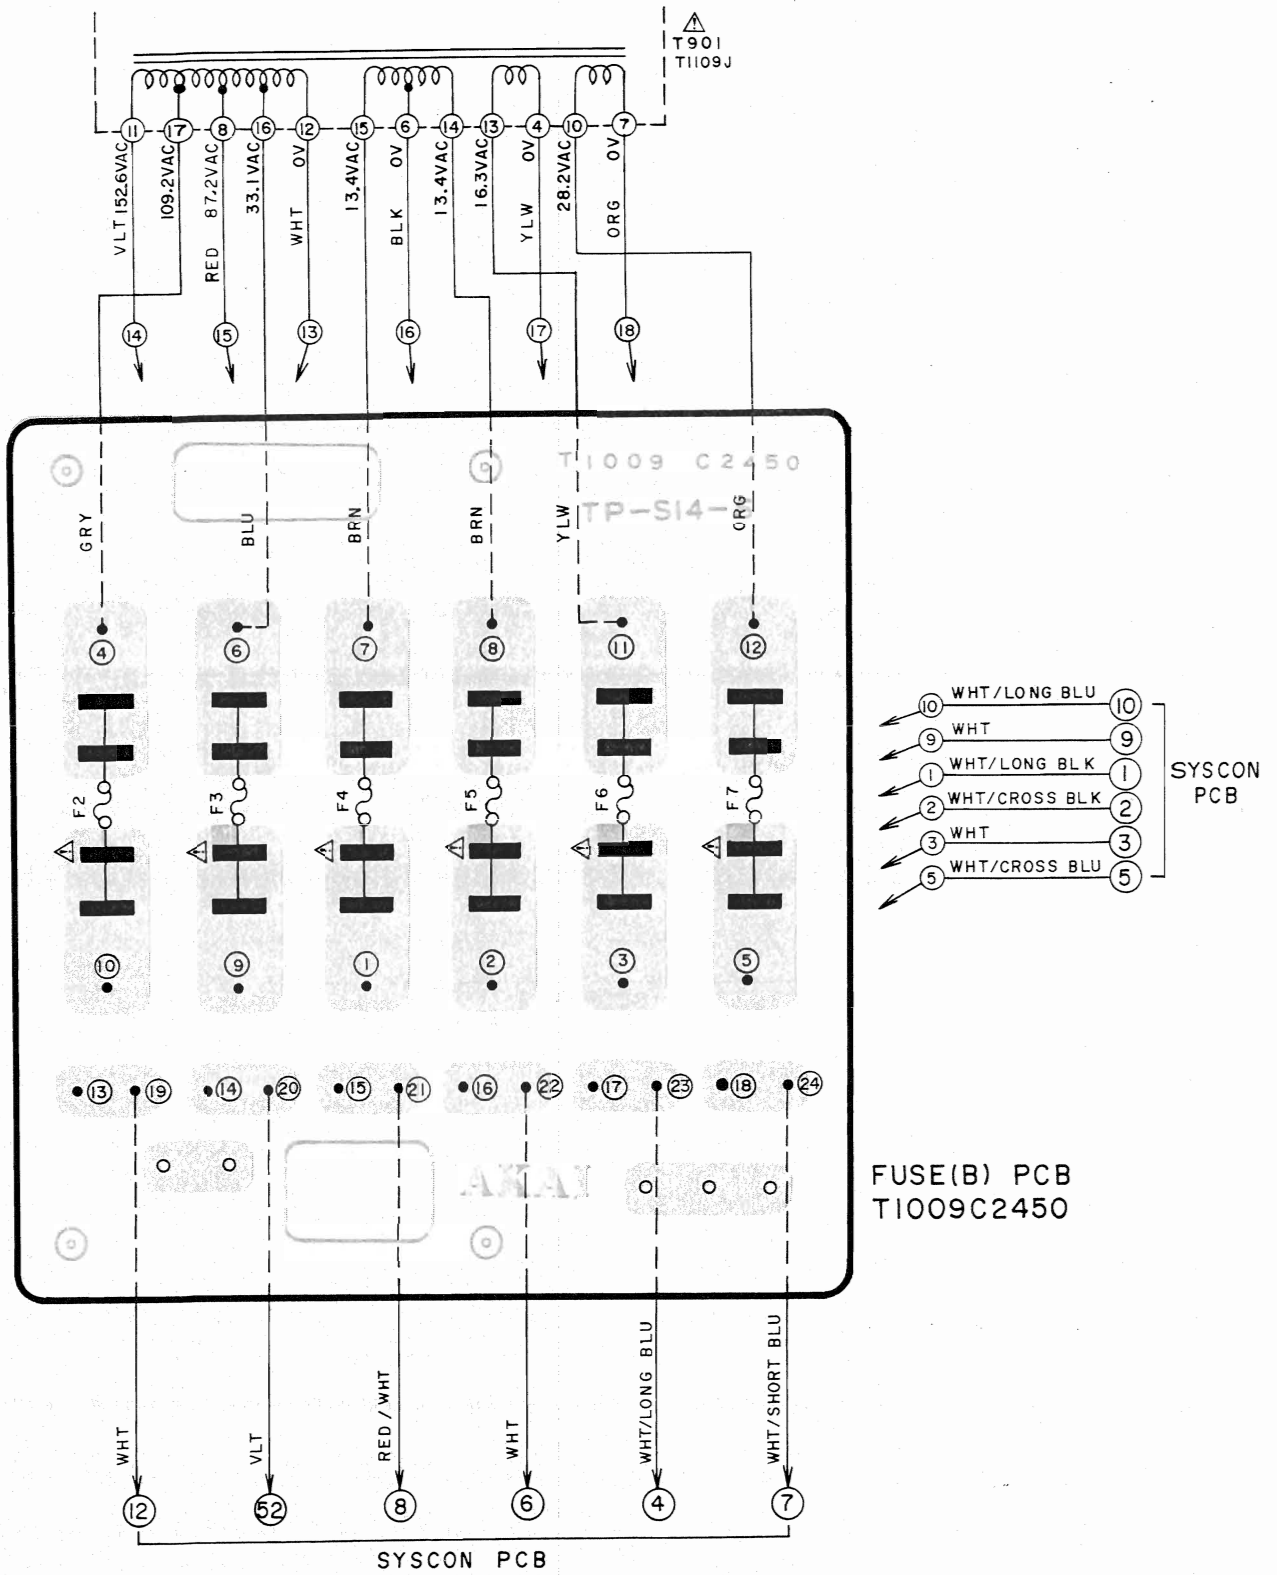 T901
T1109J
11 17 8 16 12 15 6 14 13 4 10 7
VLT 152.6VAC
109.2VAC
RED 87.2VAC
33.1VAC
WHT 0V
13.4VAC
BLK 0V
13.4VAC
16.3VAC
YLW 0V
28.2VAC
ORG 0V
14 15 13 16 17 18
T1009 C2450
TP-S14-S
GRY BLU BRN BRN YLW ORG
4 6 7 8 11 12
F2 F3 F4 F5 F6 F7
10 9 1 2 3 5
13 19 14 20 15 21 16 22 17 23 18 24
AKAI
10 WHT/LONG BLU 10
9 WHT 9
1 WHT/LONG BLK 1
2 WHT/CROSS BLK 2
3 WHT 3
5 WHT/CROSS BLU 5
SYSCON
PCB
FUSE(B) PCB
T1009C2450
WHT VLT RED/WHT WHT WHT/LONG BLU WHT/SHORT BLU
12 52 8 6 4 7
SYSCON PCB